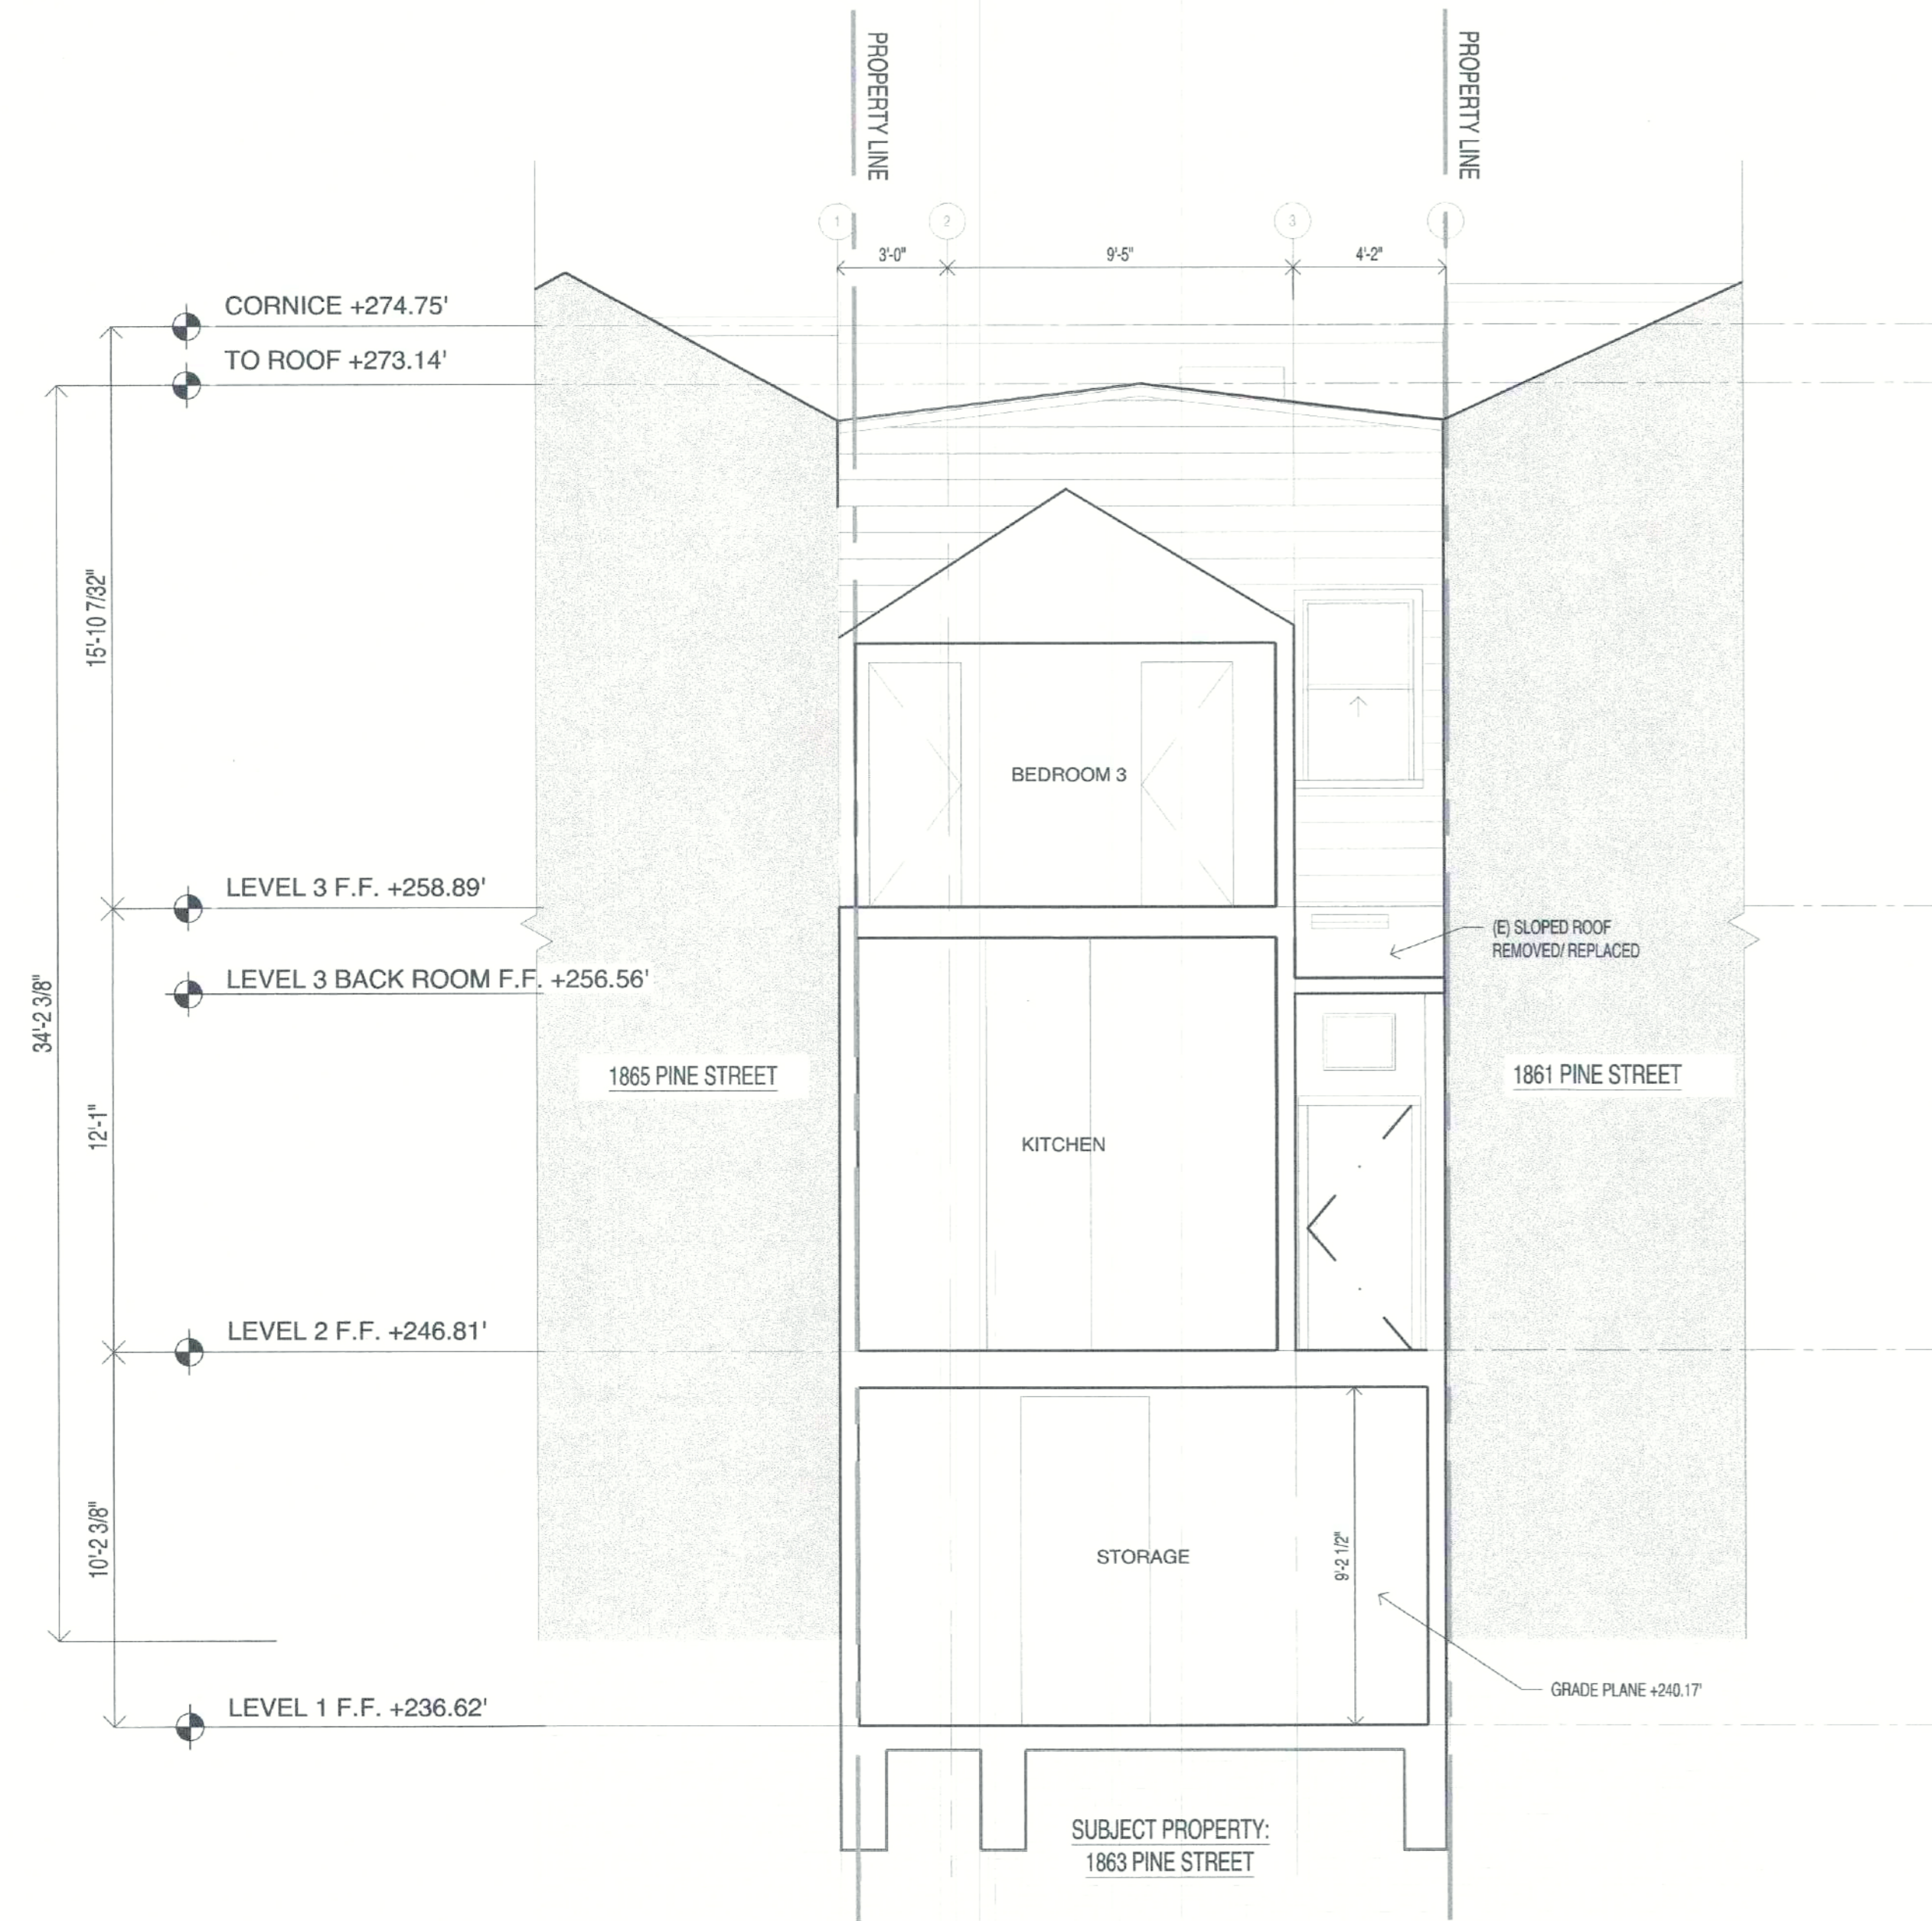 PROPERTY LINE
PROPERTY LINE
1
2
3
3'-0"
9'-5"
4'-2"
CORNICE +274.75'
TO ROOF +273.14'
15'-10 7/32"
BEDROOM 3
LEVEL 3 F.F. +258.89'
(E) SLOPED ROOF
REMOVED/ REPLACED
LEVEL 3 BACK ROOM F.F. +256.56'
34'-2 3/8"
1865 PINE STREET
1861 PINE STREET
12'-1"
KITCHEN
LEVEL 2 F.F. +246.81'
10'-2 3/8"
STORAGE
9'-2 1/2"
GRADE PLANE +240.17'
LEVEL 1 F.F. +236.62'
SUBJECT PROPERTY:
1863 PINE STREET